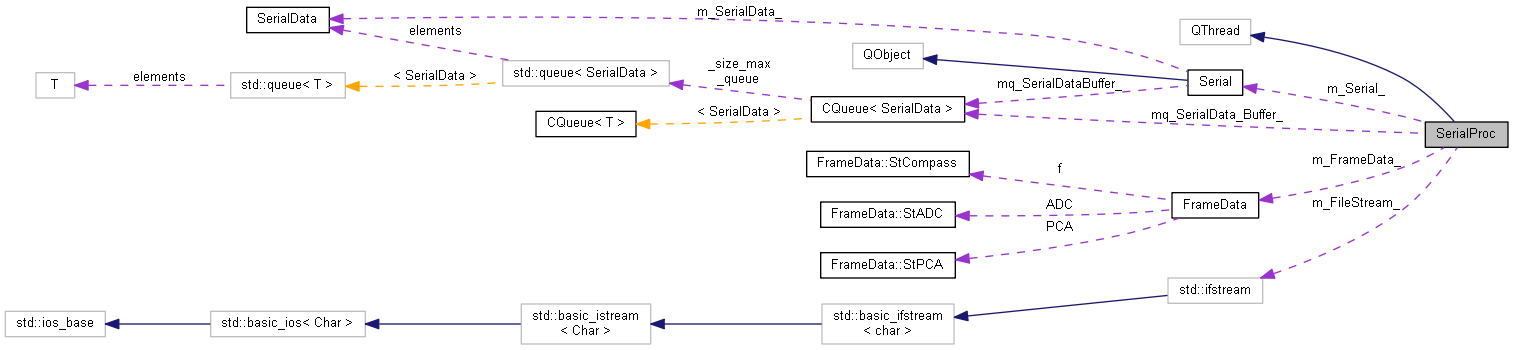 SerialData
m_SerialData_
QThread
elements
QObject
std::queue< SerialData >
_size_max
_queue
T
elements
std::queue< T >
< SerialData >
Serial
mq_SerialDataBuffer_
m_Serial_
CQueue< SerialData >
< SerialData >
CQueue< T >
mq_SerialData_Buffer_
SerialProc
FrameData::StCompass
f
m_FrameData_
FrameData::StADC
ADC
FrameData
m_FileStream_
PCA
FrameData::StPCA
std::ifstream
std::ios_base
std::basic_ios< Char >
std::basic_istream
< Char >
std::basic_ifstream
< char >